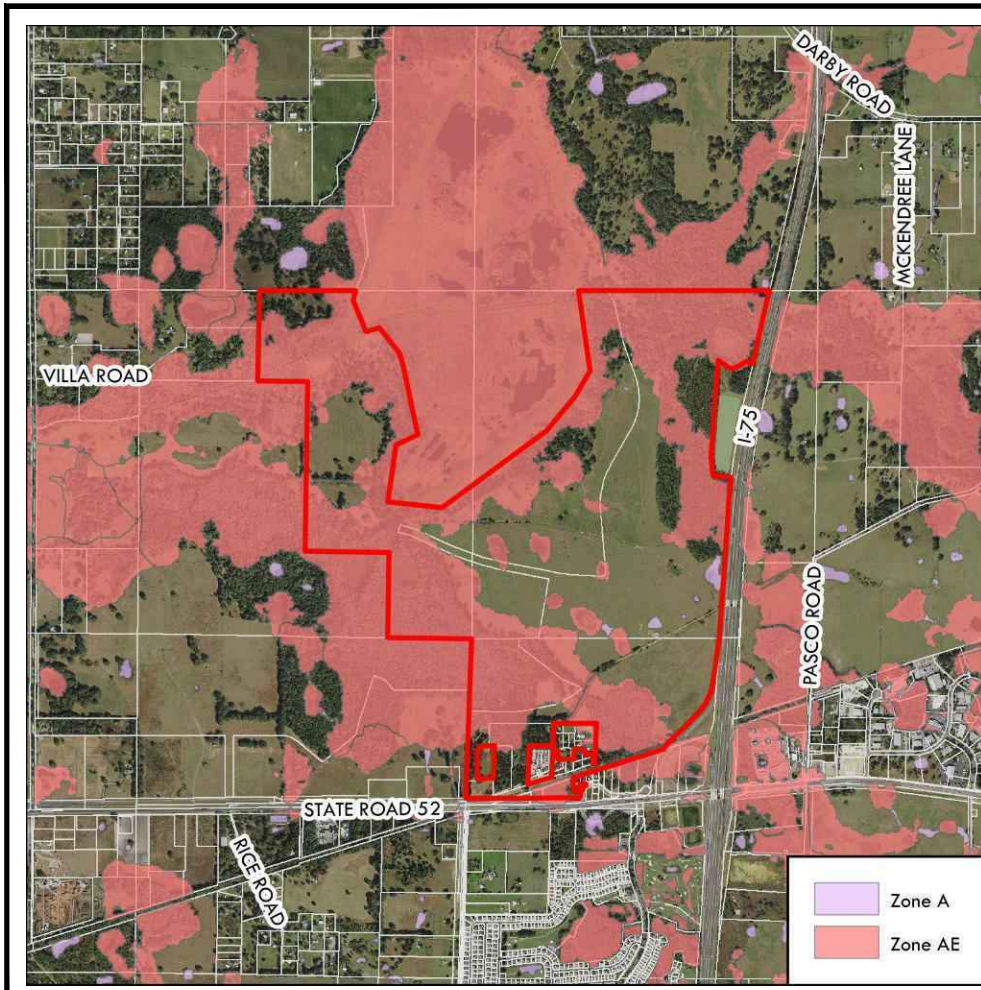 DARBY ROAD
MCKENDREE LANE
VILLA ROAD
I-75
PASCO ROAD
STATE ROAD 52
RICE ROAD
Zone A
Zone AE